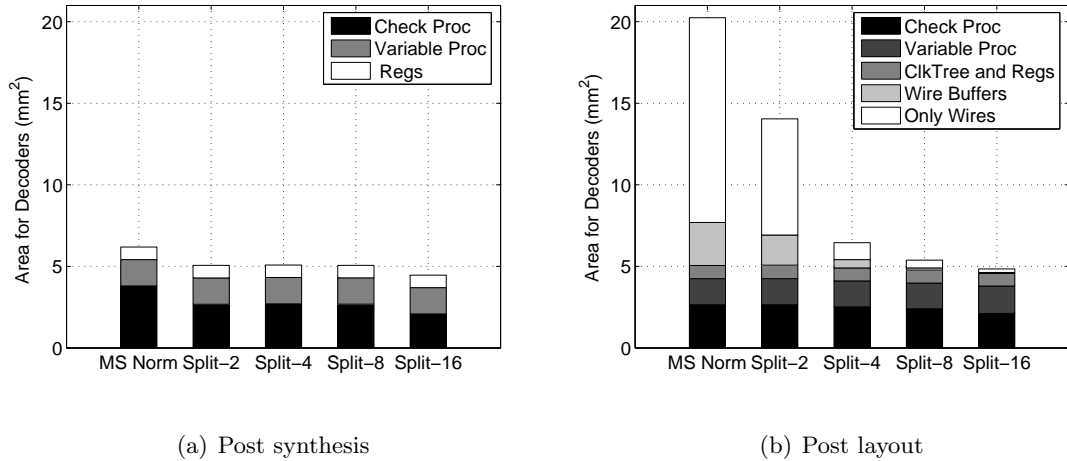 20
15
10
5
0
Area for Decoders (mm²)
Check Proc
Variable Proc
Regs
MS Norm Split−2 Split−4 Split−8 Split−16
(a) Post synthesis
20
15
10
5
0
Area for Decoders (mm²)
Check Proc
Variable Proc
ClkTree and Regs
Wire Buffers
Only Wires
MS Norm Split−2 Split−4 Split−8 Split−16
(b) Post layout